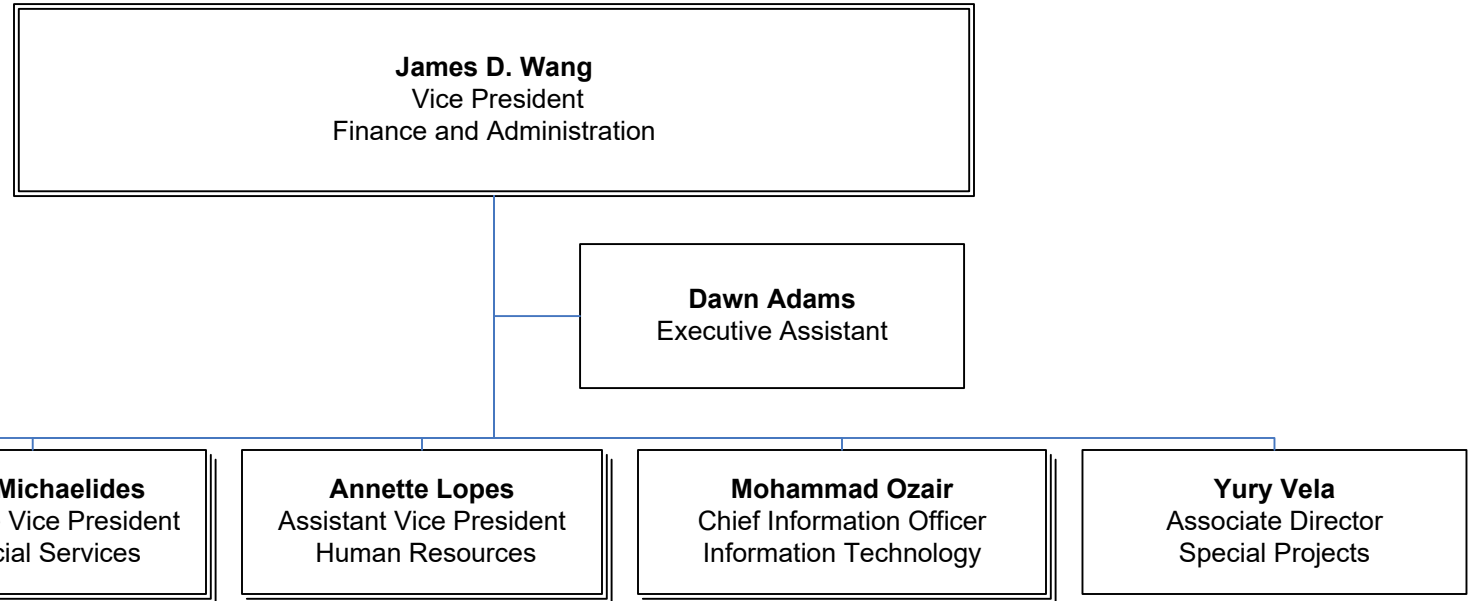 James D. Wang
Vice President
Finance and Administration
Dawn Adams
Executive Assistant
Michaelides
Vice President
Services
Annette Lopes
Assistant Vice President
Human Resources
Mohammad Ozair
Chief Information Officer
Information Technology
Yury Vela
Associate Director
Special Projects